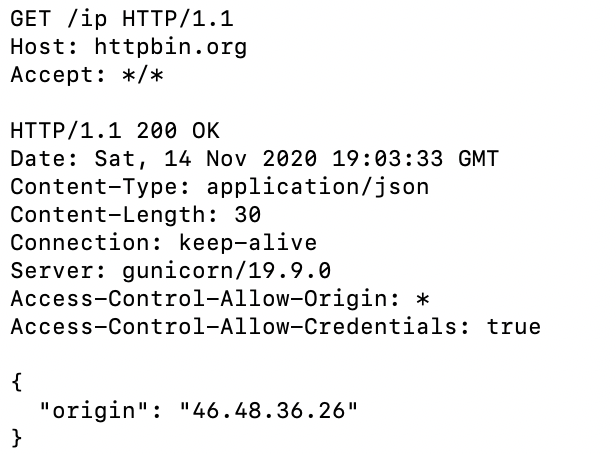 GET /ip HTTP/1.1
Host: httpbin.org
Accept: */*

HTTP/1.1 200 OK
Date: Sat, 14 Nov 2020 19:03:33 GMT
Content-Type: application/json
Content-Length: 30
Connection: keep-alive
Server: gunicorn/19.9.0
Access-Control-Allow-Origin: *
Access-Control-Allow-Credentials: true

{
  "origin": "46.48.36.26"
}